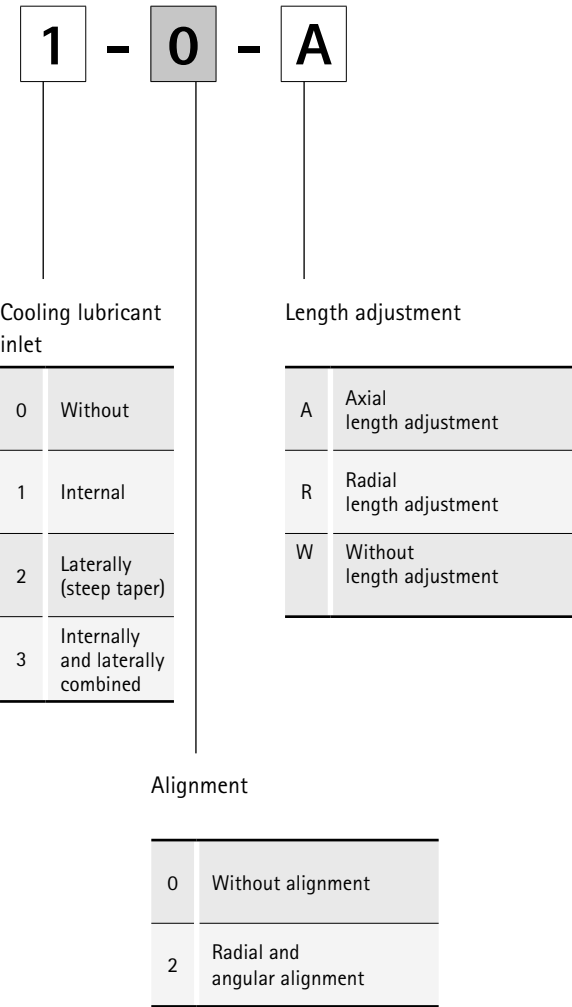 1 - 0 - A
Cooling lubricant
inlet
0 Without
1 Internal
2 Laterally
(steep taper)
3 Internally
and laterally
combined
Length adjustment
A Axial
length adjustment
R Radial
length adjustment
W Without
length adjustment
Alignment
0 Without alignment
2 Radial and
angular alignment